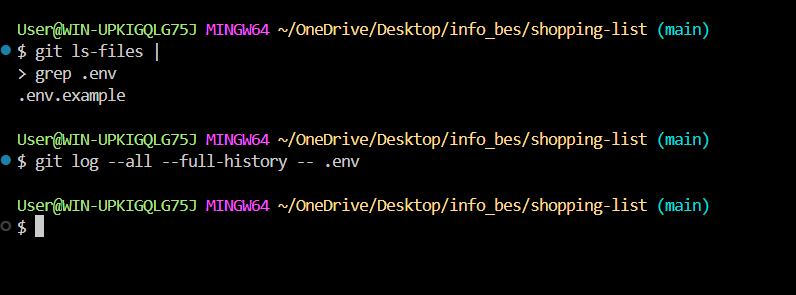 User@WIN-UPKIGQLG75J MINGW64 ~/OneDrive/Desktop/info_bes/shopping-list (main)
$ git ls-files |
> grep .env
.env.example
User@WIN-UPKIGQLG75J MINGW64 ~/OneDrive/Desktop/info_bes/shopping-list (main)
$ git log --all --full-history -- .env
User@WIN-UPKIGQLG75J MINGW64 ~/OneDrive/Desktop/info_bes/shopping-list (main)
$